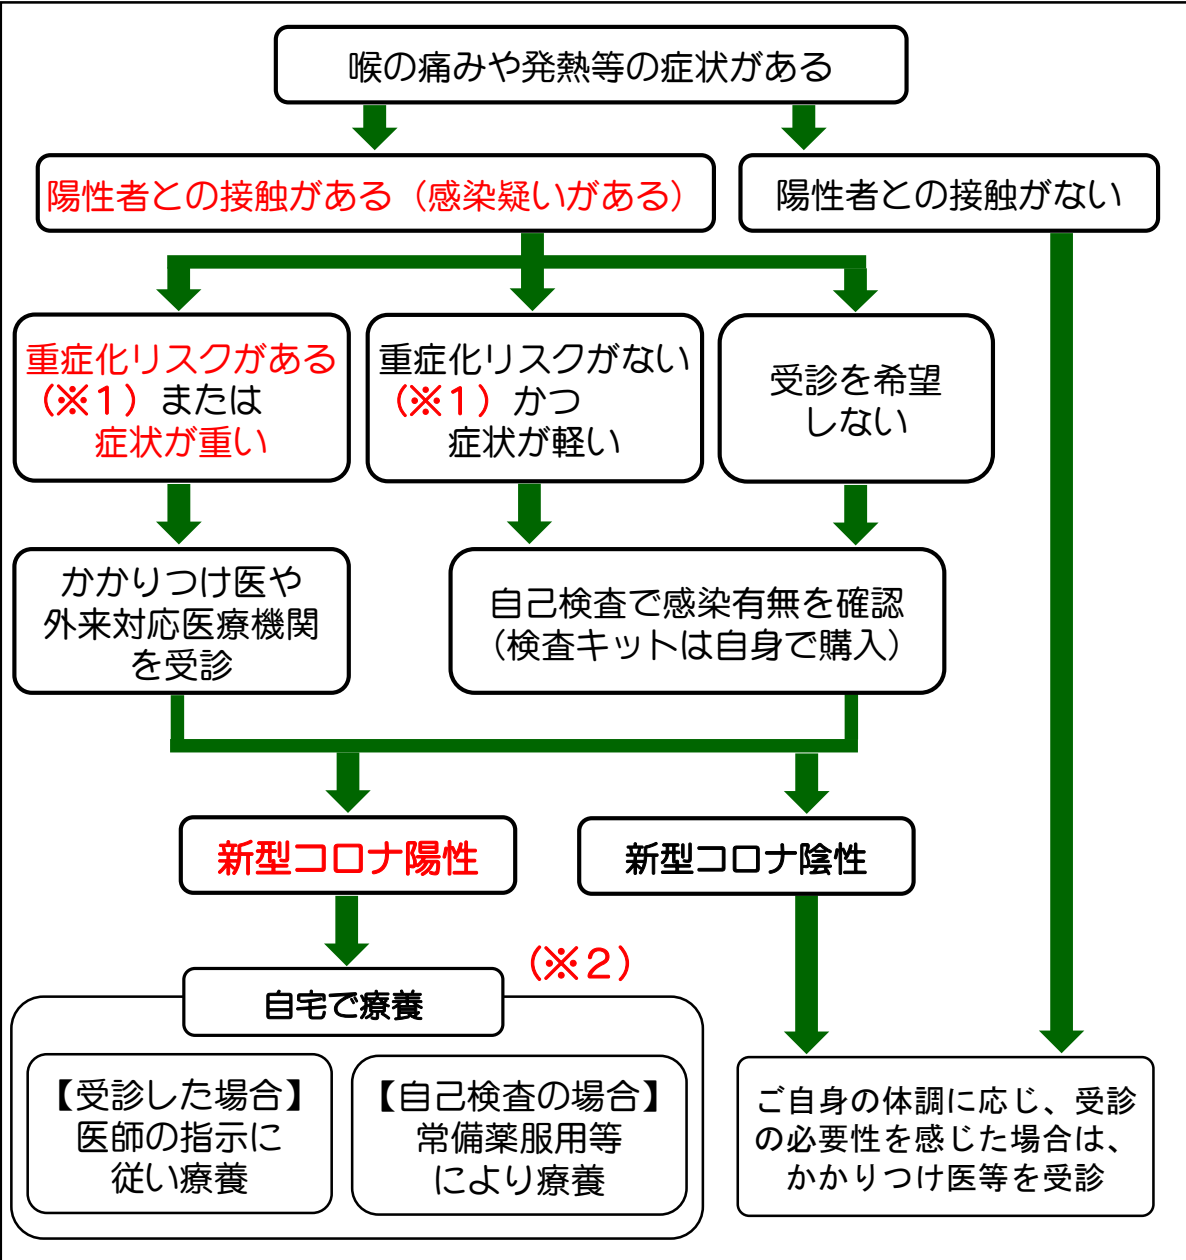 喉の痛みや発熱等の症状がある
陽性者との接触がある（感染疑いがある）
陽性者との接触がない
重症化リスクがある
（※１）または
症状が重い
重症化リスクがない
（※１）かつ
症状が軽い
受診を希望
しない
かかりつけ医や
外来対応医療機関
を受診
自己検査で感染有無を確認
（検査キットは自身で購入）
新型コロナ陽性
新型コロナ陰性
（※２）
自宅で療養
【受診した場合】
医師の指示に
従い療養
【自己検査の場合】
常備薬服用等
により療養
ご自身の体調に応じ、受診
の必要性を感じた場合は、
かかりつけ医等を受診